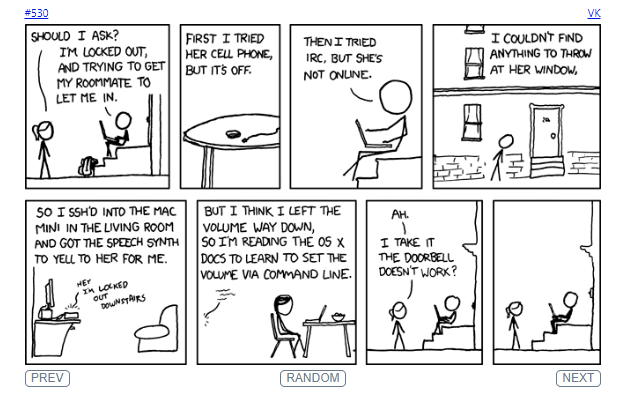 #530
VK
SHOULD I ASK?
I'M LOCKED OUT,
AND TRYING TO GET
MY ROOMMATE TO
LET ME IN.
FIRST I TRIED
HER CELL PHONE,
BUT IT'S OFF.
THEN I TRIED
IRC, BUT SHE'S
NOT ONLINE.
I COULDN'T FIND
ANYTHING TO THROW
AT HER WINDOW,
SO I SSH'D INTO THE MAC
MINI IN THE LIVING ROOM
AND GOT THE SPEECH SYNTH
TO YELL TO HER FOR ME.
HEY
I'M LOCKED
OUT
DOWNSTAIRS
BUT I THINK I LEFT THE
VOLUME WAY DOWN,
SO I'M READING THE OS X
DOCS TO LEARN TO SET THE
VOLUME VIA COMMAND LINE.
AH.
I TAKE IT
THE DOORBELL
DOESN'T WORK?
PREV
RANDOM
NEXT